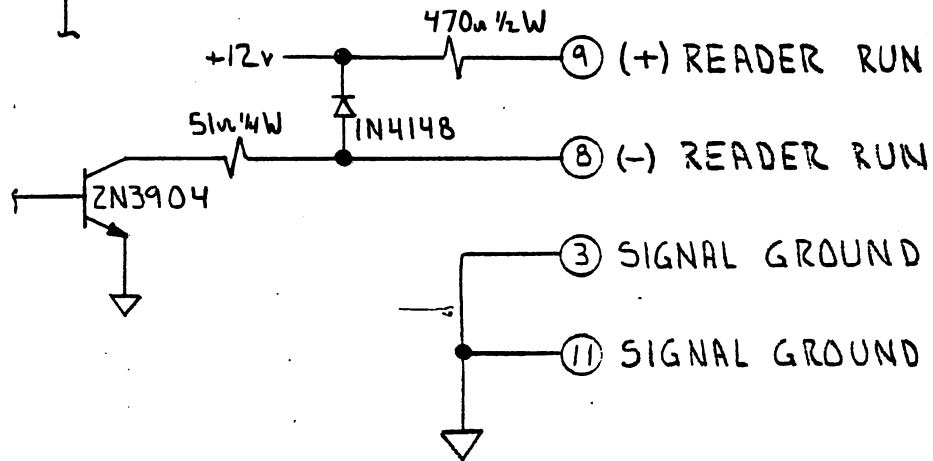 470Ω ½W
+12v
9 (+) READER RUN
51Ω ¼W
1N4148
8 (-) READER RUN
2N3904
3 SIGNAL GROUND
11 SIGNAL GROUND